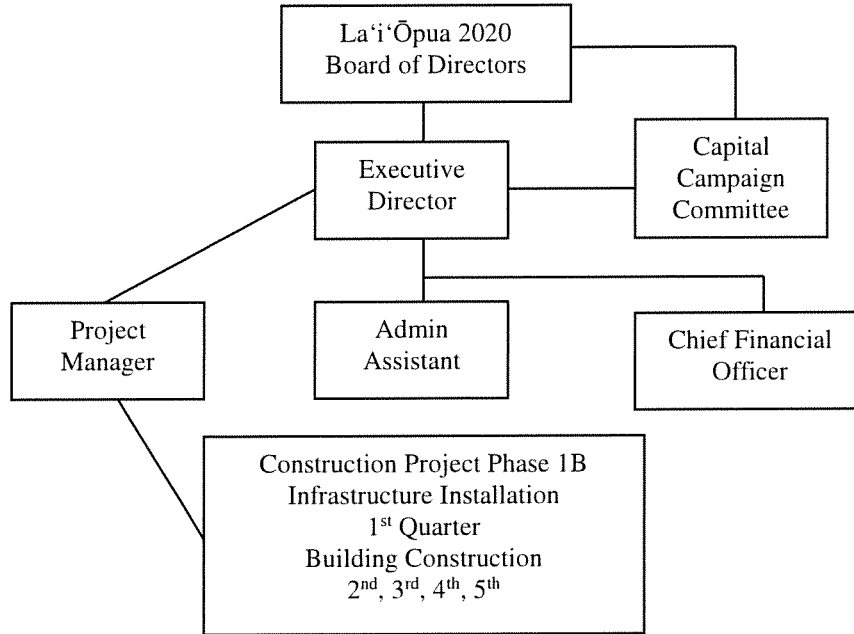 La‘i‘Ōpua 2020
Board of Directors
Executive
Director
Capital
Campaign
Committee
Project
Manager
Admin
Assistant
Chief Financial
Officer
Construction Project Phase 1B
Infrastructure Installation
1st Quarter
Building Construction
2nd, 3rd, 4th, 5th